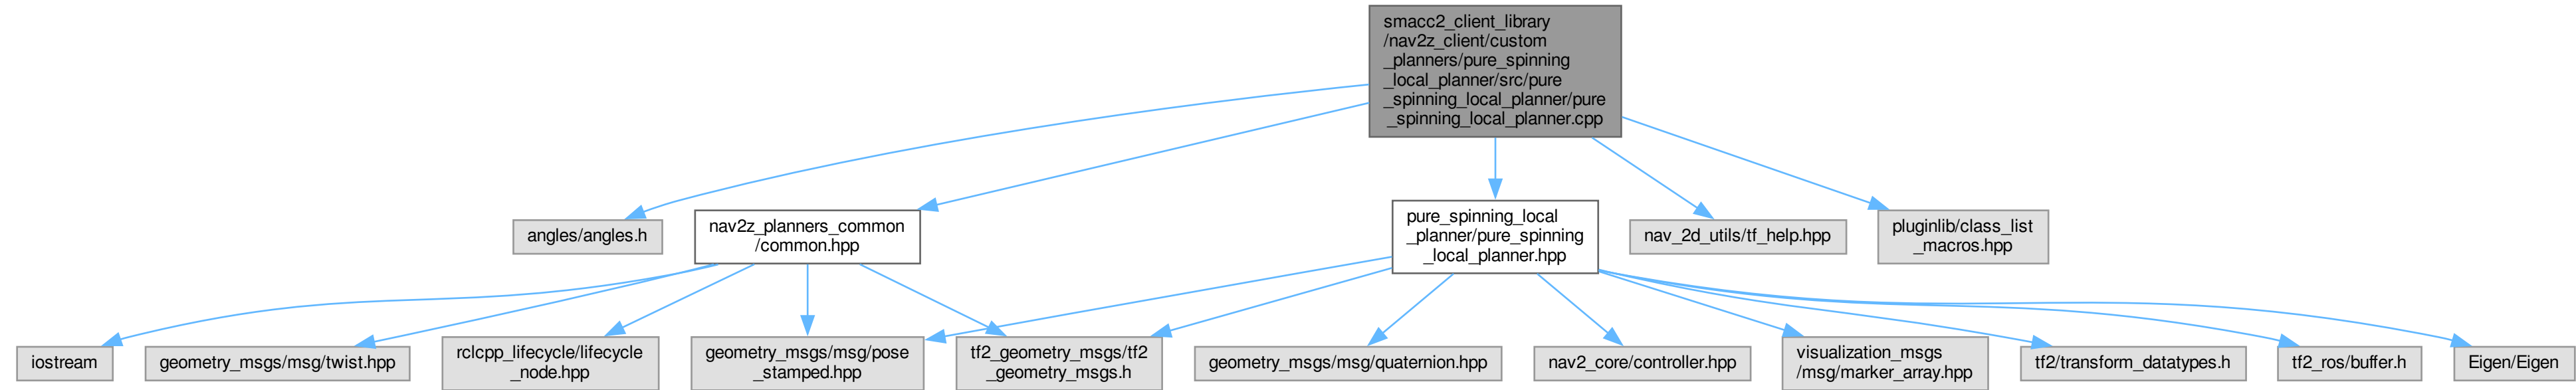 smacc2_client_library
/nav2z_client/custom
_planners/pure_spinning
_local_planner/src/pure
_spinning_local_planner/pure
_spinning_local_planner.cpp
angles/angles.h
nav2z_planners_common
/common.hpp
pure_spinning_local
_planner/pure_spinning
_local_planner.hpp
nav_2d_utils/tf_help.hpp
pluginlib/class_list
_macros.hpp
iostream
geometry_msgs/msg/twist.hpp
rclcpp_lifecycle/lifecycle
_node.hpp
geometry_msgs/msg/pose
_stamped.hpp
tf2_geometry_msgs/tf2
_geometry_msgs.h
geometry_msgs/msg/quaternion.hpp
nav2_core/controller.hpp
visualization_msgs
/msg/marker_array.hpp
tf2/transform_datatypes.h
tf2_ros/buffer.h
Eigen/Eigen